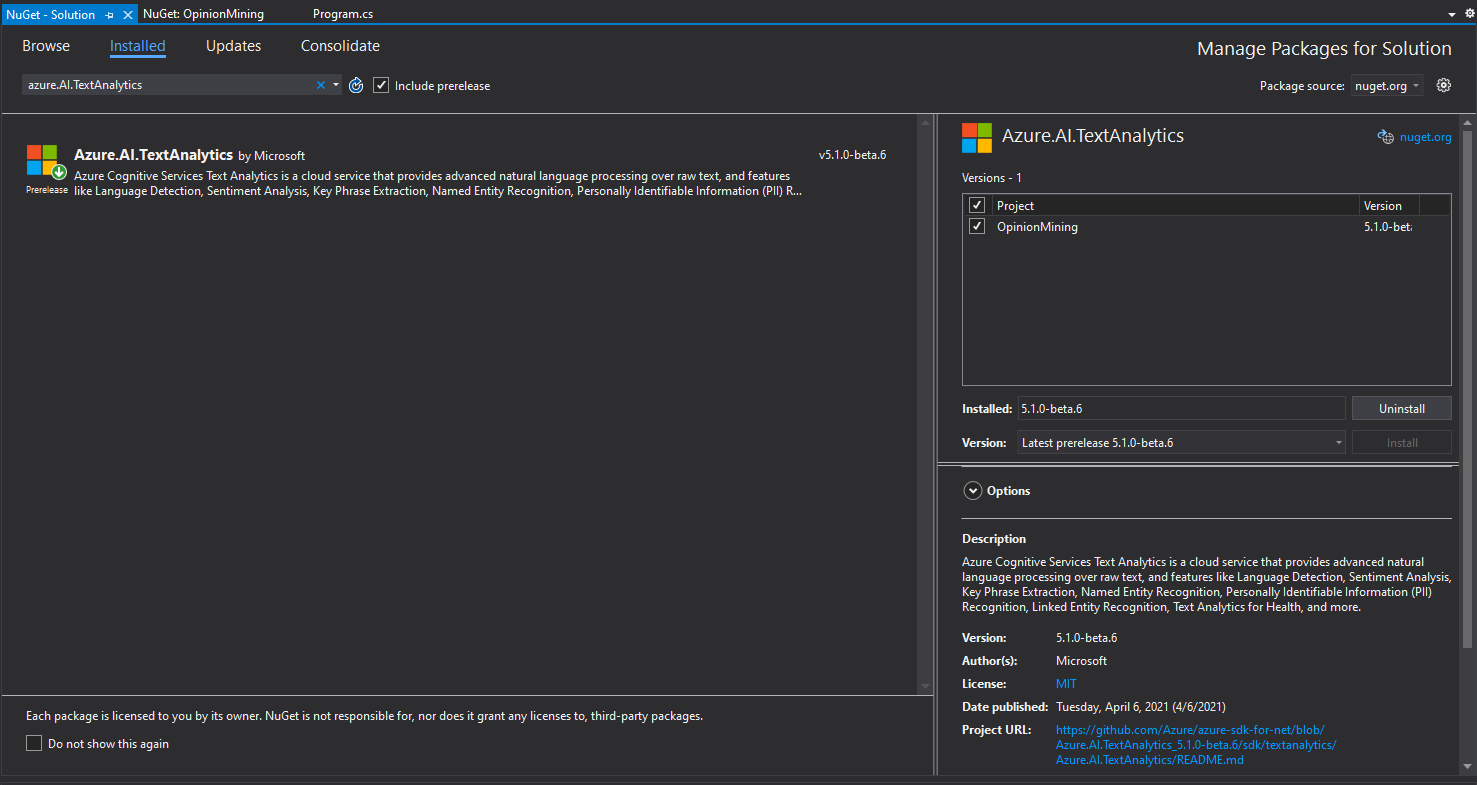 NuGet - Solution
NuGet: OpinionMining
Program.cs
Browse
Installed
Updates
Consolidate
Manage Packages for Solution
azure.AI.TextAnalytics
Include prerelease
Package source:
nuget.org
Azure.AI.TextAnalytics by Microsoft
v5.1.0-beta.6
Azure Cognitive Services Text Analytics is a cloud service that provides advanced natural language processing over raw text, and features
Prerelease
like Language Detection, Sentiment Analysis, Key Phrase Extraction, Named Entity Recognition, Personally Identifiable Information (PII) R...
Each package is licensed to you by its owner. NuGet is not responsible for, nor does it grant any licenses to, third-party packages.
Do not show this again
Azure.AI.TextAnalytics
nuget.org
Versions - 1
Project
Version
OpinionMining
5.1.0-beta
Installed:
5.1.0-beta.6
Uninstall
Version:
Latest prerelease 5.1.0-beta.6
Install
Options
Description
Azure Cognitive Services Text Analytics is a cloud service that provides advanced natural
language processing over raw text, and features like Language Detection, Sentiment Analysis,
Key Phrase Extraction, Named Entity Recognition, Personally Identifiable Information (PII)
Recognition, Linked Entity Recognition, Text Analytics for Health, and more.
Version:
5.1.0-beta.6
Author(s):
Microsoft
License:
MIT
Date published:
Tuesday, April 6, 2021 (4/6/2021)
Project URL:
https://github.com/Azure/azure-sdk-for-net/blob/
Azure.AI.TextAnalytics_5.1.0-beta.6/sdk/textanalytics/
Azure.AI.TextAnalytics/README.md